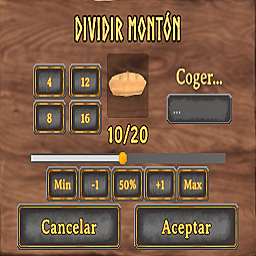 DIVIDIR MONTÓN
4 12
Coger...
8 16
...
10/20
Min -1 50% +1 Max
Cancelar Aceptar